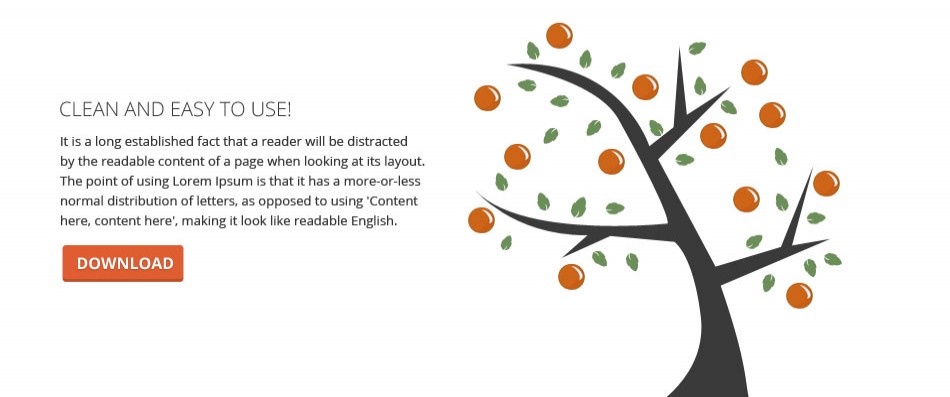 CLEAN AND EASY TO USE!
It is a long established fact that a reader will be distracted
by the readable content of a page when looking at its layout.
The point of using Lorem Ipsum is that it has a more-or-less
normal distribution of letters, as opposed to using 'Content
here, content here', making it look like readable English.
DOWNLOAD